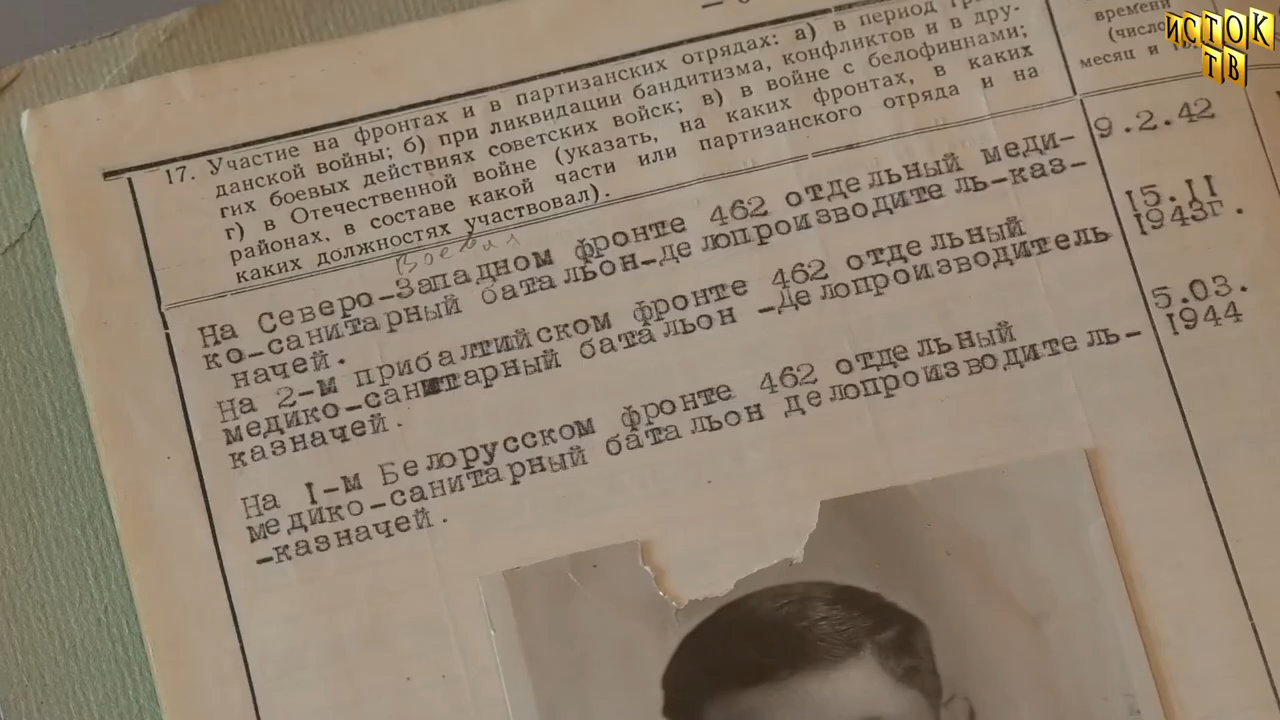 ИСТОК
ТВ
17. Участие на фронтах и в партизанских отрядах: а) в период
данской войны; б) при ликвидации бандитизма, конфликтов и в дру-
гих боевых действиях советских войск; в) в войне с белофиннами;
г) в Отечественной войне (указать, на каких фронтах, в каких
районах, в составе какой части или партизанского отряда и на
каких должностях участвовал).
времени
(число
месяц и
Воевал
На Северо-Западном фронте 462 отдельный меди-
ко-санитарный батальон-делопроизводитель-каз-
начей.
9.2.42
На 2-м прибалтийском фронте 462 отдельный
медико-санитарный батальон -делопроизводитель
казначей.
15.11
1943г.
На 1-м Белорусском фронте 462 отдельный
медико-санитарный батальон делопроизводитель-
-казначей.
5.03.
1944